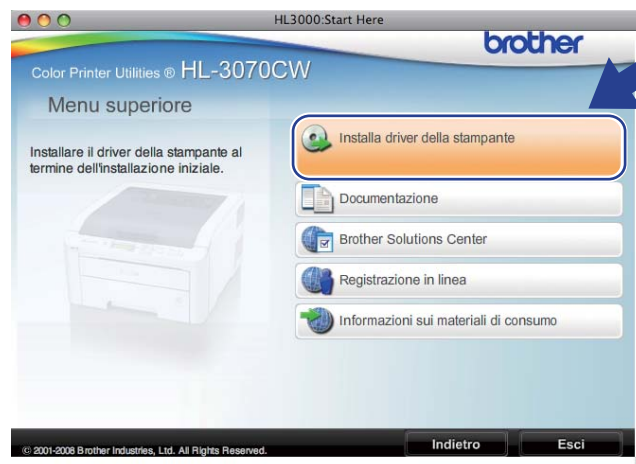 HL3000:Start Here
brother
Color Printer Utilities ® HL-3070CW
Menu superiore
Installare il driver della stampante al
termine dell'installazione iniziale.
Installa driver della stampante
Documentazione
Brother Solutions Center
Registrazione in linea
Informazioni sui materiali di consumo
© 2001-2008 Brother Industries, Ltd. All Rights Reserved.
Indietro
Esci